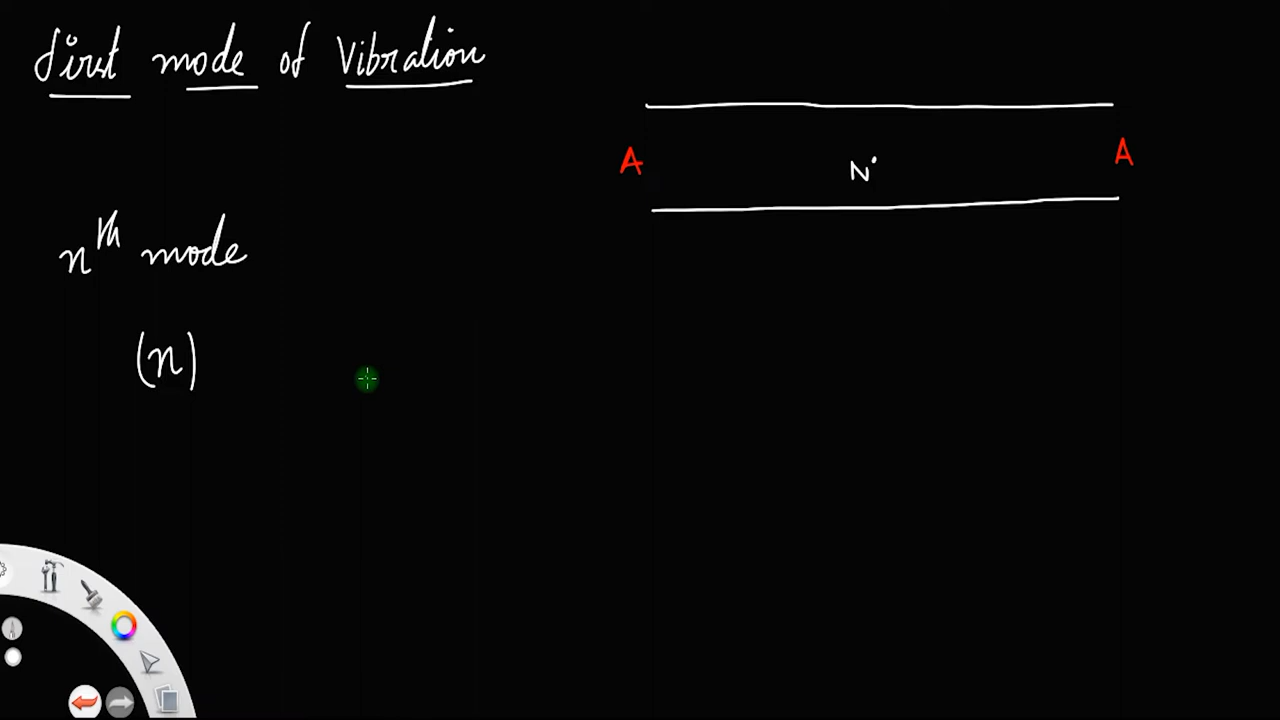 first mode of Vibration
A N A
nth mode
(n)